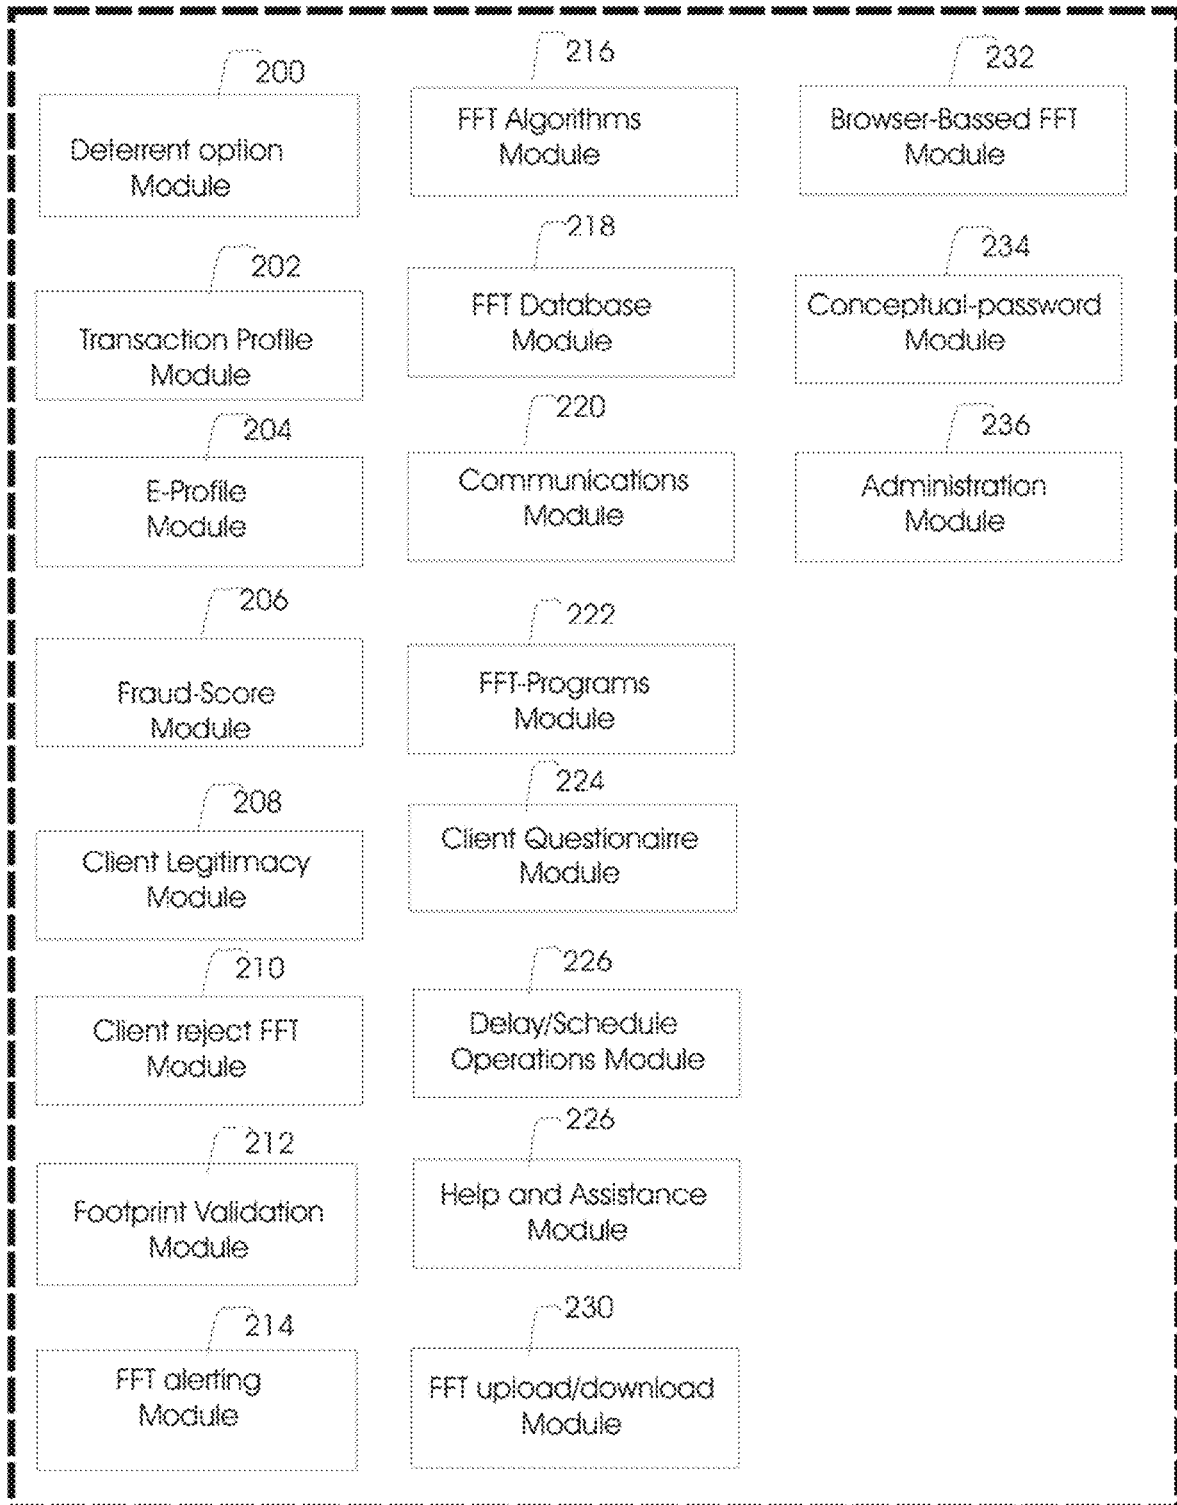 200
Deferrent option
Module
202
Transaction Profile
Module
204
E-Profile
Module
206
Fraud-Score
Module
208
Client Legitimacy
Module
210
Client reject FFT
Module
212
Footprint Validation
Module
214
FFT alerting
Module
216
FFT Algorithms
Module
218
FFT Database
Module
220
Communications
Module
222
FFT-Programs
Module
224
Client Questionairre
Module
226
Delay/Schedule
Operations Module
226
Help and Assistance
Module
230
FFT upload/download
Module
232
Browser-Bassed FFT
Module
234
Conceptual-password
Module
236
Administration
Module